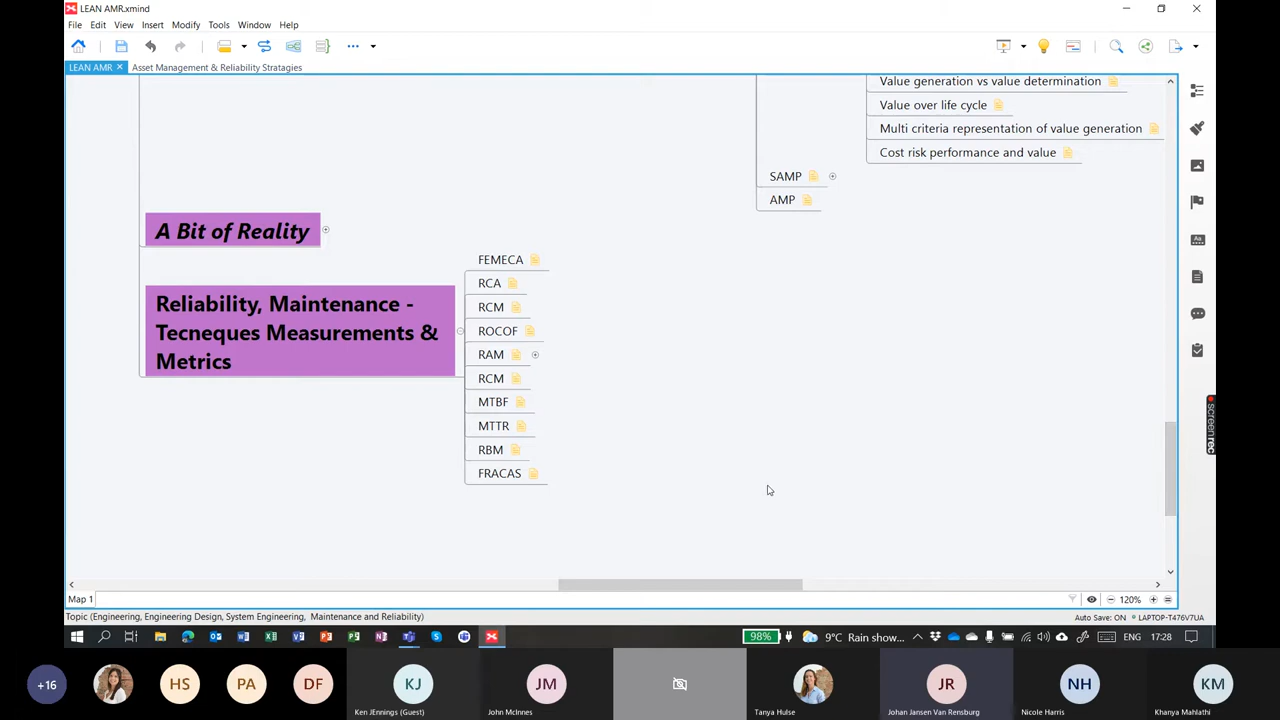 LEAN AMR.xmind
File Edit View Insert Modify Tools Window Help
LEAN AMR Asset Management & Reliability Stratagies
Value generation vs value determination
Value over life cycle
Multi criteria representation of value generation
Cost risk performance and value
SAMP
AMP
A Bit of Reality
Reliability, Maintenance -
Tecneques Measurements &
Metrics
FEMECA
RCA
RCM
ROCOF
RAM
RCM
MTBF
MTTR
RBM
FRACAS
screenrec
Map 1
120%
Topic (Engineering, Engineering Design, System Engineering, Maintenance and Reliability)
Auto Save: ON LAPTOP-T476V7UA
98% 9°C Rain show... ENG 17:28
+16
HS
PA
DF
KJ
Ken JEnnings (Guest)
JM
John McInnes
Tanya Hulse
JR
Johan Jansen Van Rensburg
NH
Nicole Harris
KM
Khanya Mahlathi